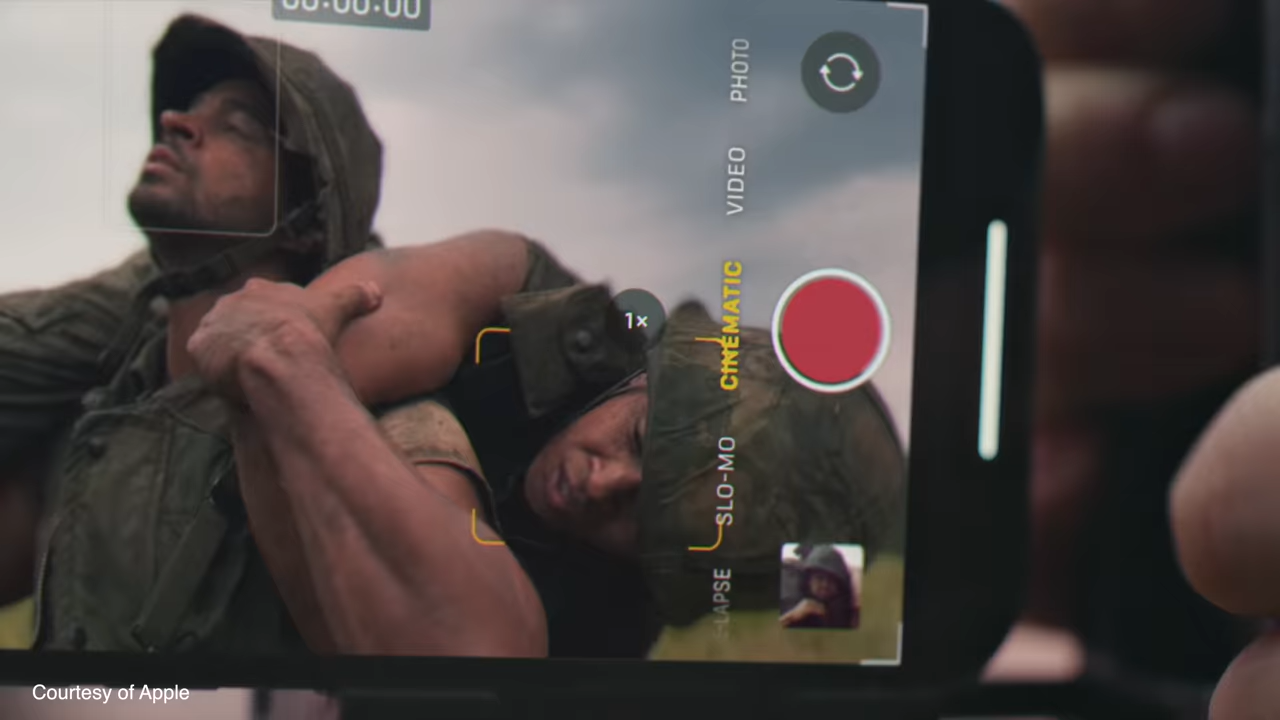 00:00:00
PHOTO
VIDEO
CINEMATIC
1×
SLO-MO
-LAPSE
Courtesy of Apple